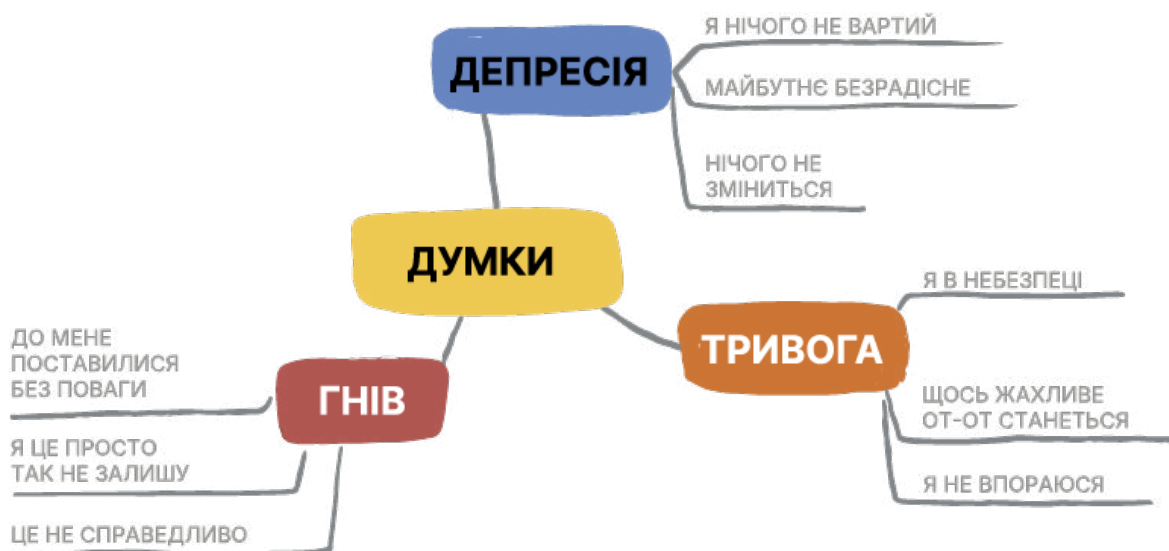 ДЕПРЕСІЯ
Я НІЧОГО НЕ ВАРТИЙ
МАЙБУТНЄ БЕЗРАДІСНЕ
НІЧОГО НЕ
ЗМІНИТЬСЯ
ДУМКИ
ТРИВОГА
Я В НЕБЕЗПЕЦІ
ЩОСЬ ЖАХЛИВЕ
ОТ-ОТ СТАНЕТЬСЯ
Я НЕ ВПОРАЮСЯ
ГНІВ
ДО МЕНЕ
ПОСТАВИЛИСЯ
БЕЗ ПОВАГИ
Я ЦЕ ПРОСТО
ТАК НЕ ЗАЛИШУ
ЦЕ НЕ СПРАВЕДЛИВО